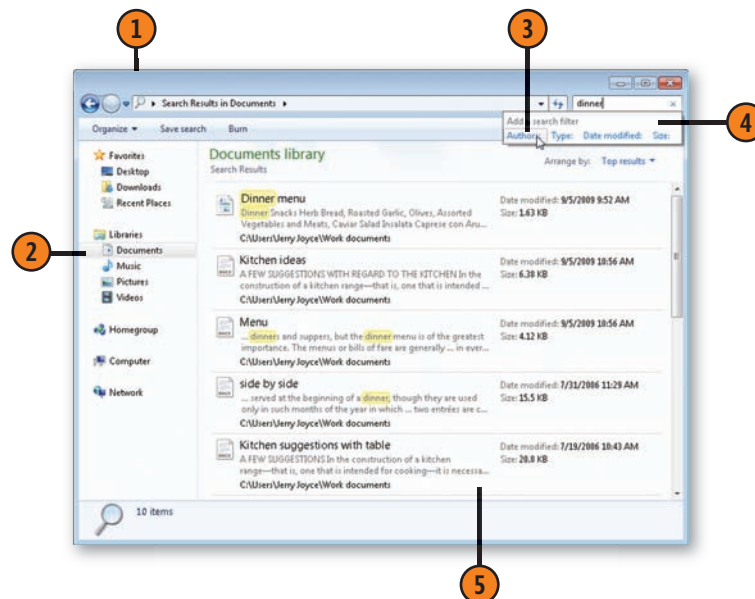 1
3
Search Results in Documents
dinner
Add a search filter
Authors: Type: Date modified: Size:
4
Organize Save search Burn
Favorites
Desktop
Downloads
Recent Places
Libraries
Documents
Music
Pictures
Videos
Homegroup
Computer
Network
2
Documents library
Search Results
Arrange by: Top results
Dinner menu
Dinner Snacks Herb Bread, Roasted Garlic, Olives, Assorted
Vegetables and Meats, Caviar Salad Insalata Caprese con Aru...
C:\Users\Jerry Joyce\Work documents
Date modified: 9/5/2009 9:52 AM
Size: 1.63 KB
Kitchen ideas
A FEW SUGGESTIONS WITH REGARD TO THE KITCHEN In the
construction of a kitchen range—that is, one that is intended ...
C:\Users\Jerry Joyce\Work documents
Date modified: 9/5/2009 10:56 AM
Size: 6.38 KB
Menu
... dinners and suppers, but the dinner menu is of the greatest
importance. The menus or bills of fare are generally ... in ever...
C:\Users\Jerry Joyce\Work documents
Date modified: 9/5/2009 10:56 AM
Size: 4.12 KB
side by side
... served at the beginning of a dinner, though they are used
only in such months of the year in which ... two entrées are c...
C:\Users\Jerry Joyce\Work documents
Date modified: 7/31/2006 11:29 AM
Size: 15.5 KB
Kitchen suggestions with table
A FEW SUGGESTIONS In the construction of a kitchen
range—that is, one that is intended for cooking—it is necessa...
C:\Users\Jerry Joyce\Work documents
Date modified: 7/19/2006 10:43 AM
Size: 20.8 KB
10 items
5